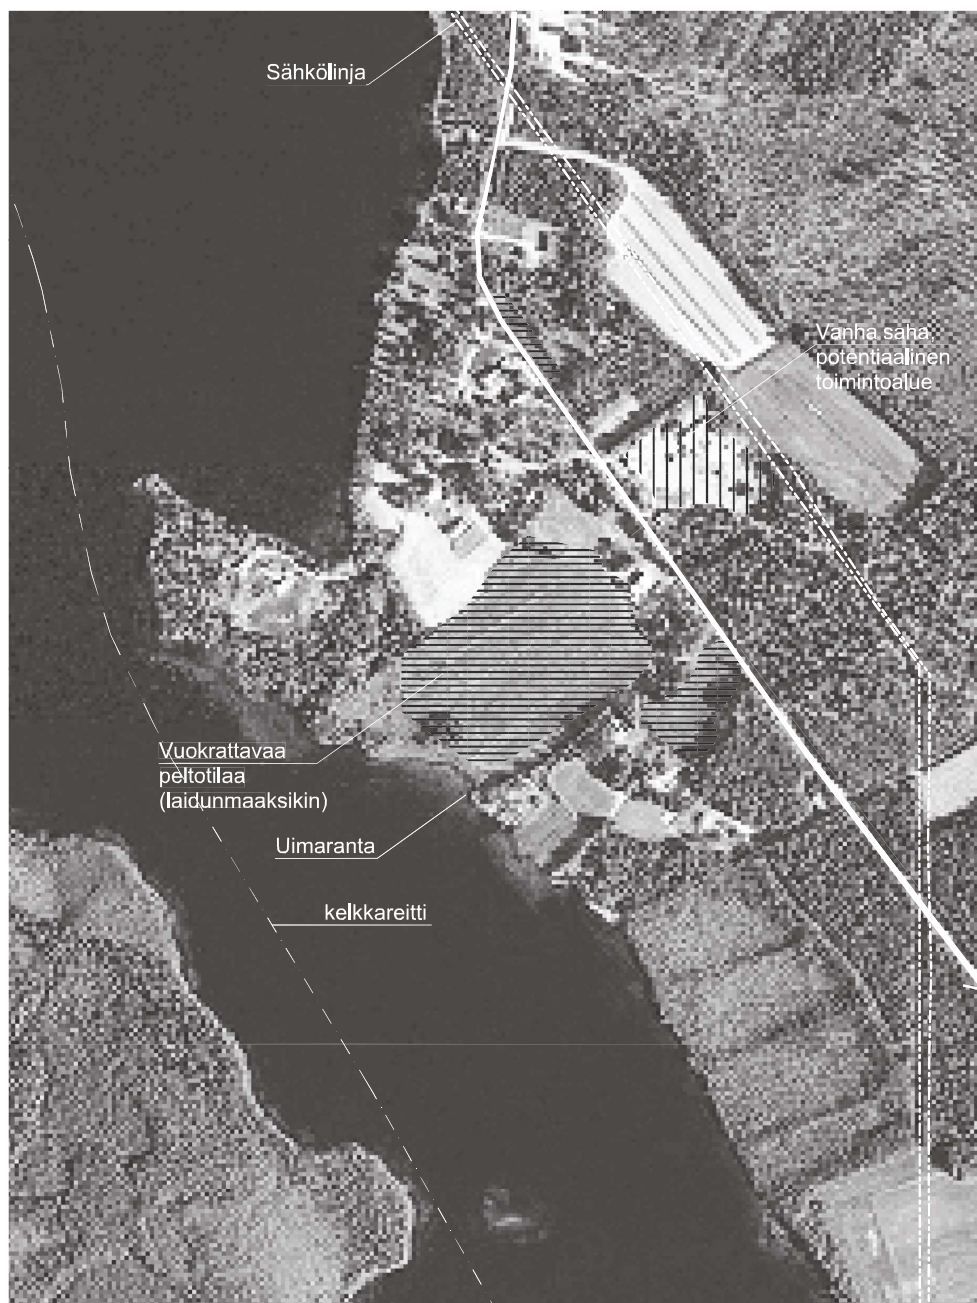 Sähkölinja
Vanha saha,
potentiaalinen
toimintoalue
Vuokrattavaa
peltotilaa
(laidunmaaksikin)
Uimaranta
kelkkareitti